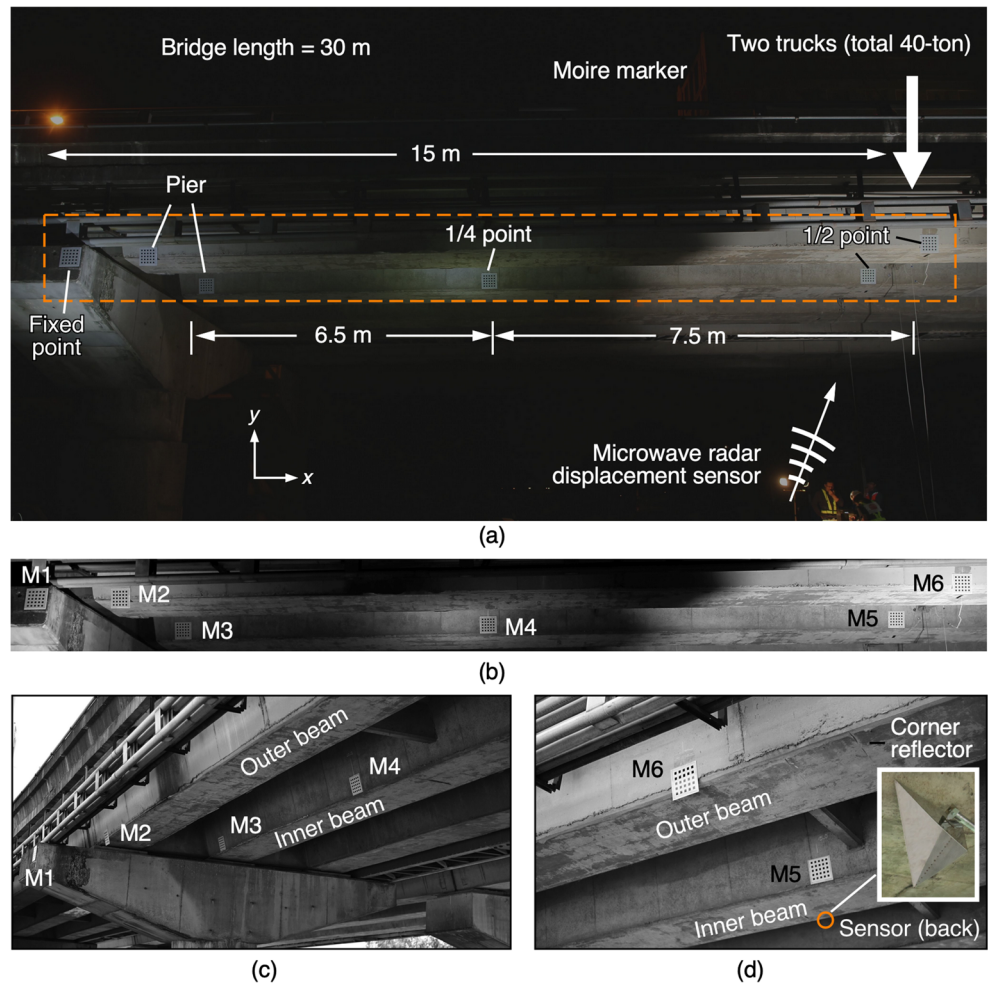 Bridge length = 30 m
Two trucks (total 40-ton)
Moire marker
15 m
Pier
1/4 point
1/2 point
Fixed
point
6.5 m
7.5 m
y
x
Microwave radar
displacement sensor
(a)
M1
M2
M3
M4
M5
M6
(b)
Outer beam
M4
M3
Inner beam
M2
M1
(c)
Corner
reflector
M6
Outer beam
M5
Inner beam
Sensor (back)
(d)